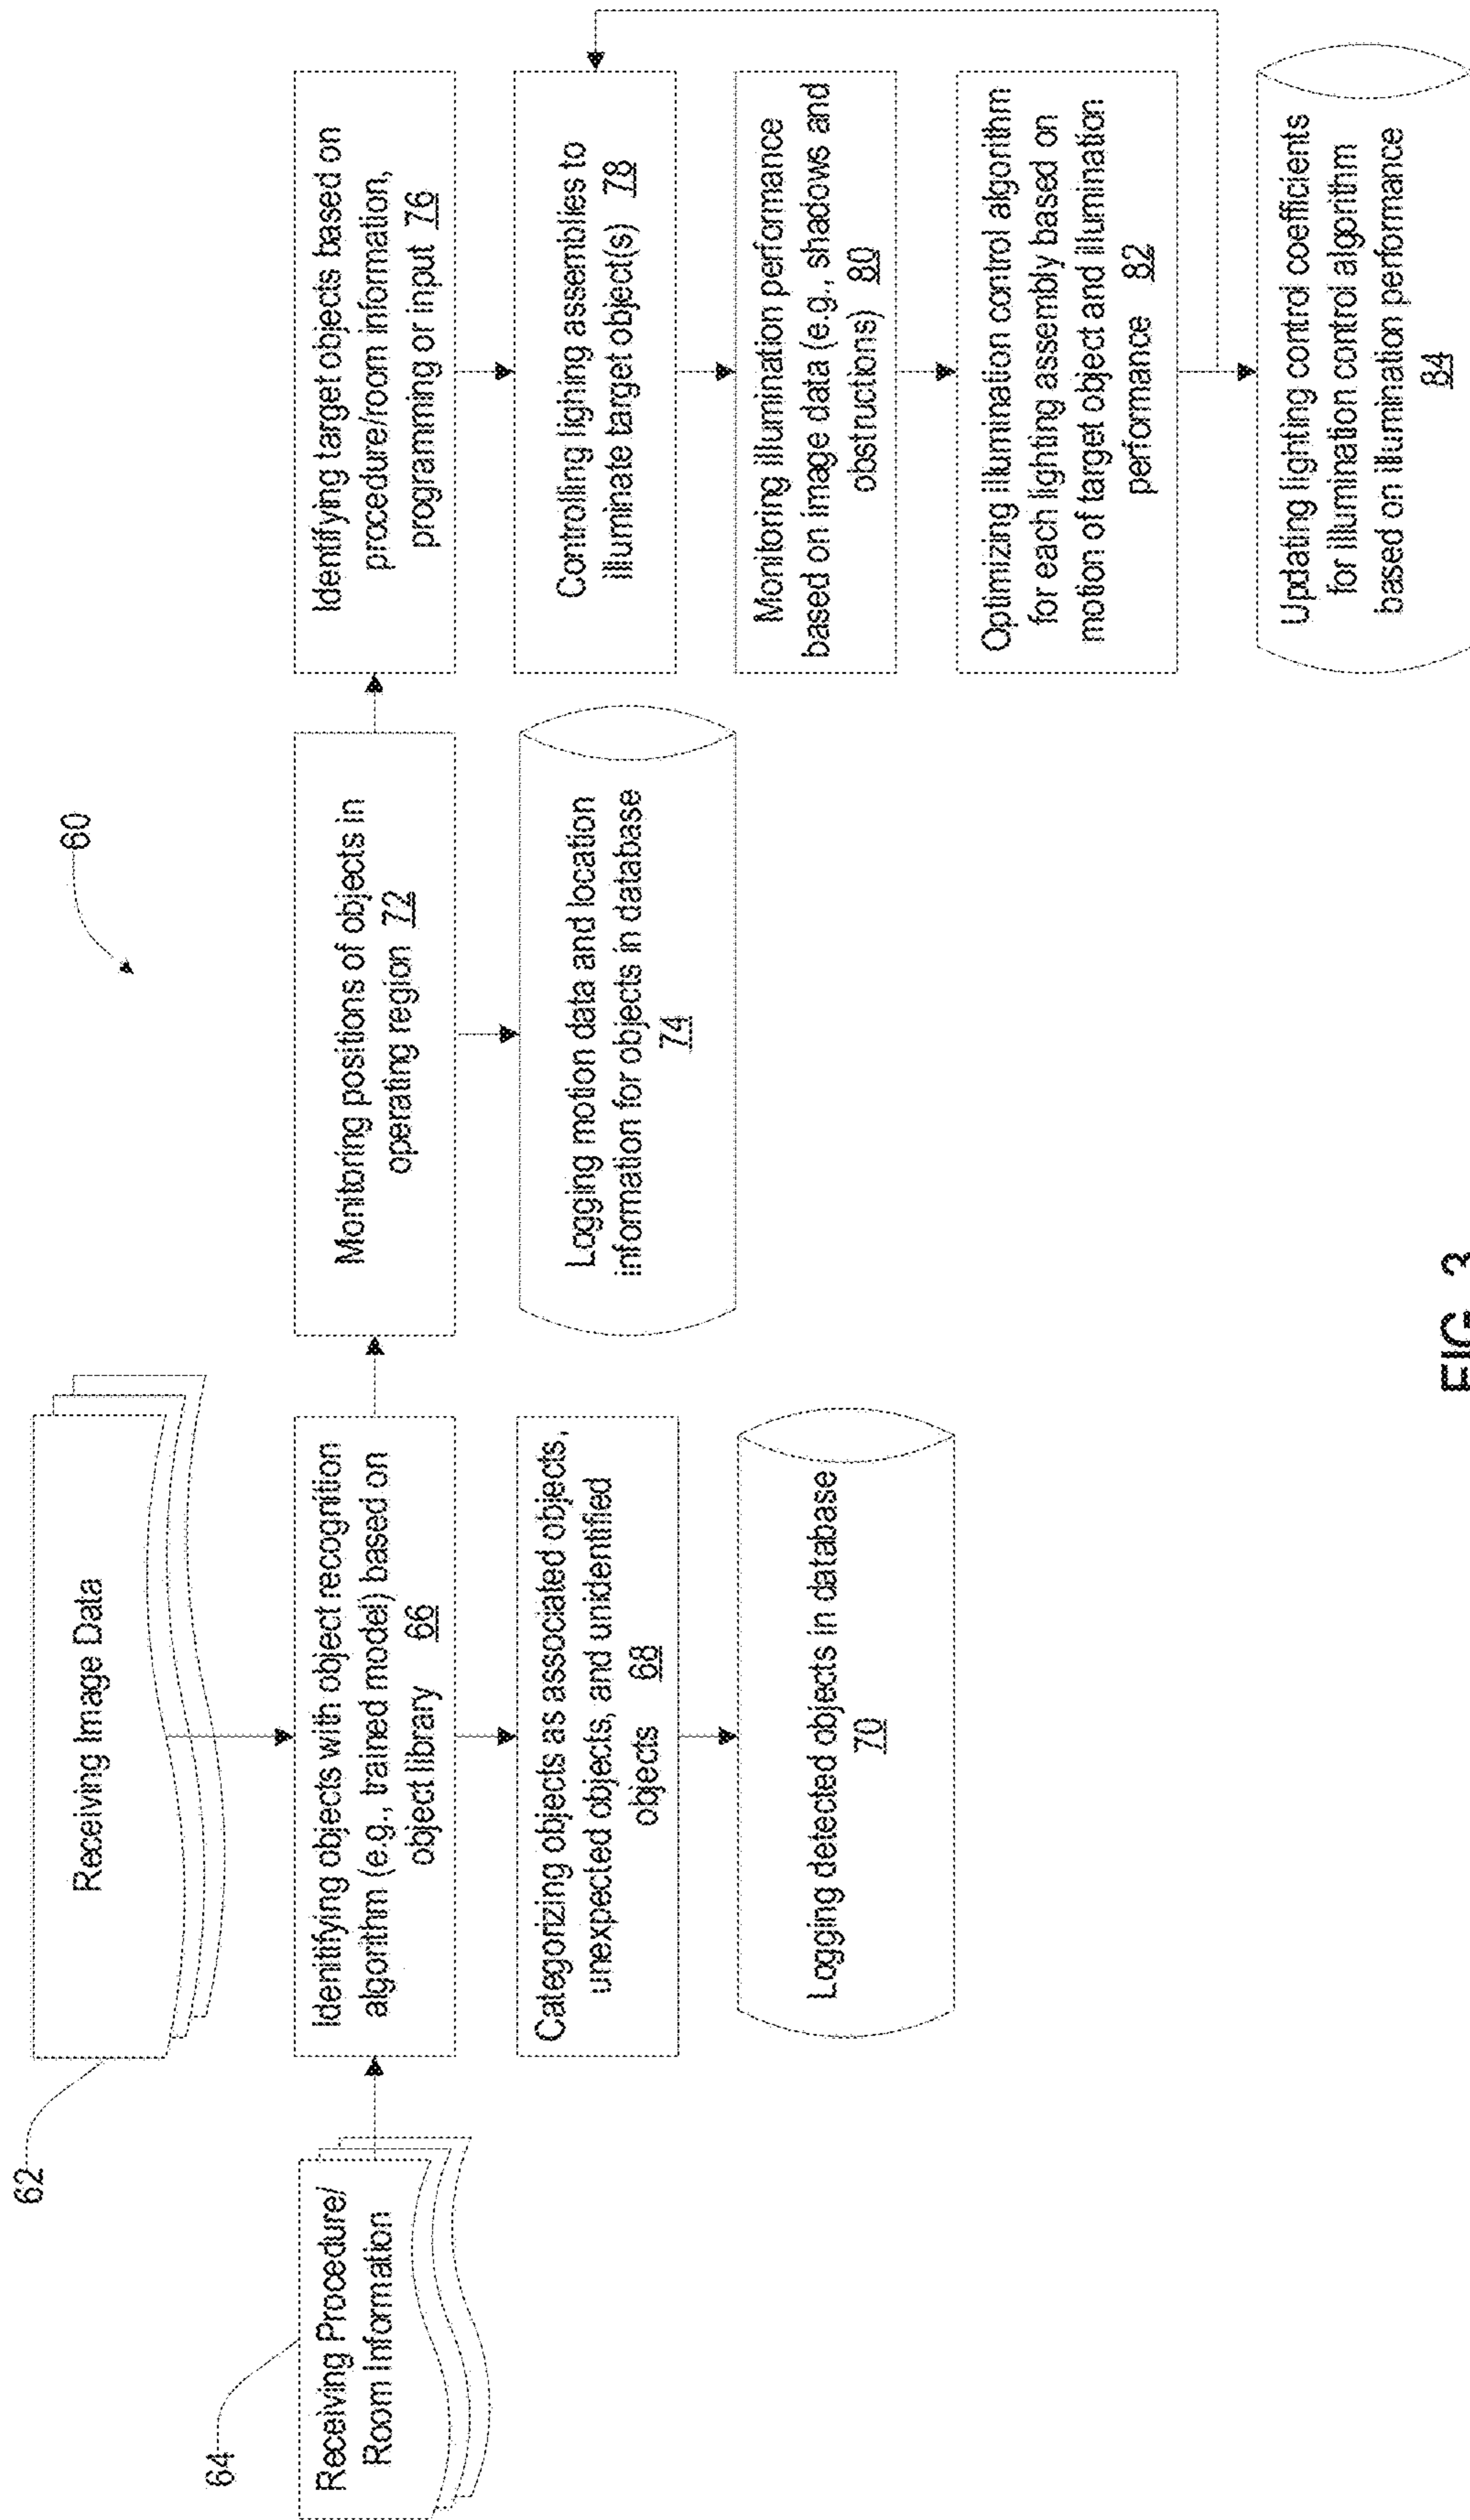 60
62
Receiving Image Data
64
Receiving Procedure/
Room Information
Idenitifying objects with object recognition
algorithm (e.g., trained model) based on
object library 66
Categorizing objects as associated objects,
unexpected objects, and unidentified
objects 68
Logging detected objects in database
70
Monitoring positions of objects in
operating region 72
Logging motion data and location
information for objects in database
74
Identifying target objects based on
procedure/room information,
programming or input 76
Controlling lighing assemblies to
illuminate target object(s) 78
Monitoring illumination performance
based on image data (e.g., shadows and
obstructions) 80
Optimizing illumination control algorithm
for each lighting assembly based on
motion of target object and illumination
performance 82
Updating lighting control coefficients
for illumination control algorithm
based on illumination performance
84
FIG. 3